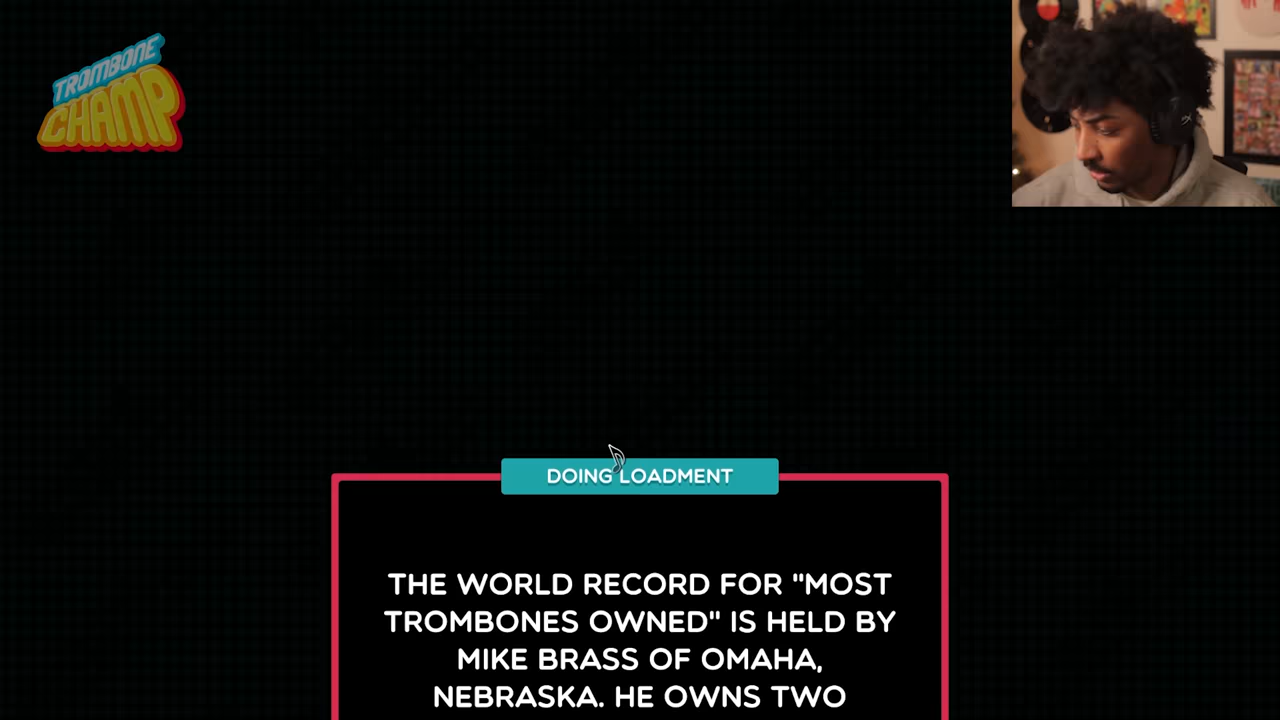 TROMBONE
CHAMP
DOING LOADMENT
THE WORLD RECORD FOR "MOST
TROMBONES OWNED" IS HELD BY
MIKE BRASS OF OMAHA,
NEBRASKA. HE OWNS TWO